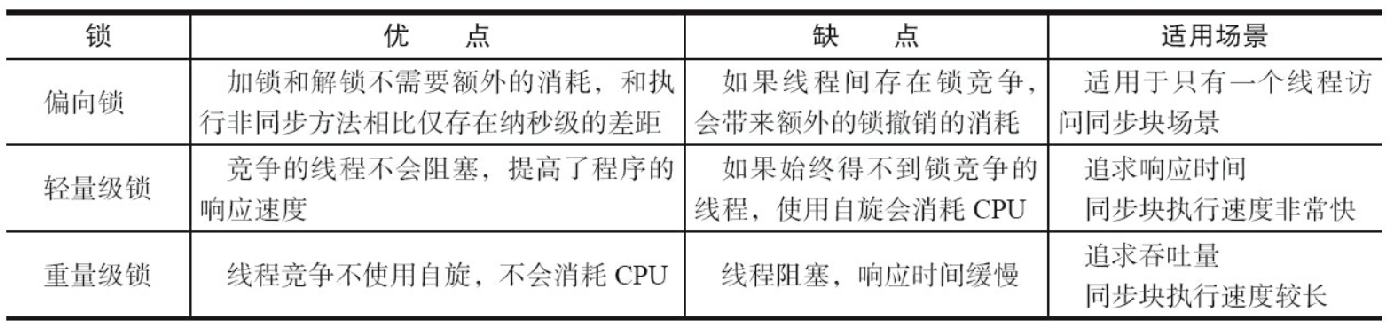 锁 优 点 缺 点 适用场景
偏向锁
加锁和解锁不需要额外的消耗，和执
行非同步方法相比仅存在纳秒级的差距
如果线程间存在锁竞争，
会带来额外的锁撤销的消耗
适用于只有一个线程访
问同步块场景
轻量级锁
竞争的线程不会阻塞，提高了程序的
响应速度
如果始终得不到锁竞争的
线程，使用自旋会消耗 CPU
追求响应时间
同步块执行速度非常快
重量级锁
线程竞争不使用自旋，不会消耗 CPU
线程阻塞，响应时间缓慢
追求吞吐量
同步块执行速度较长